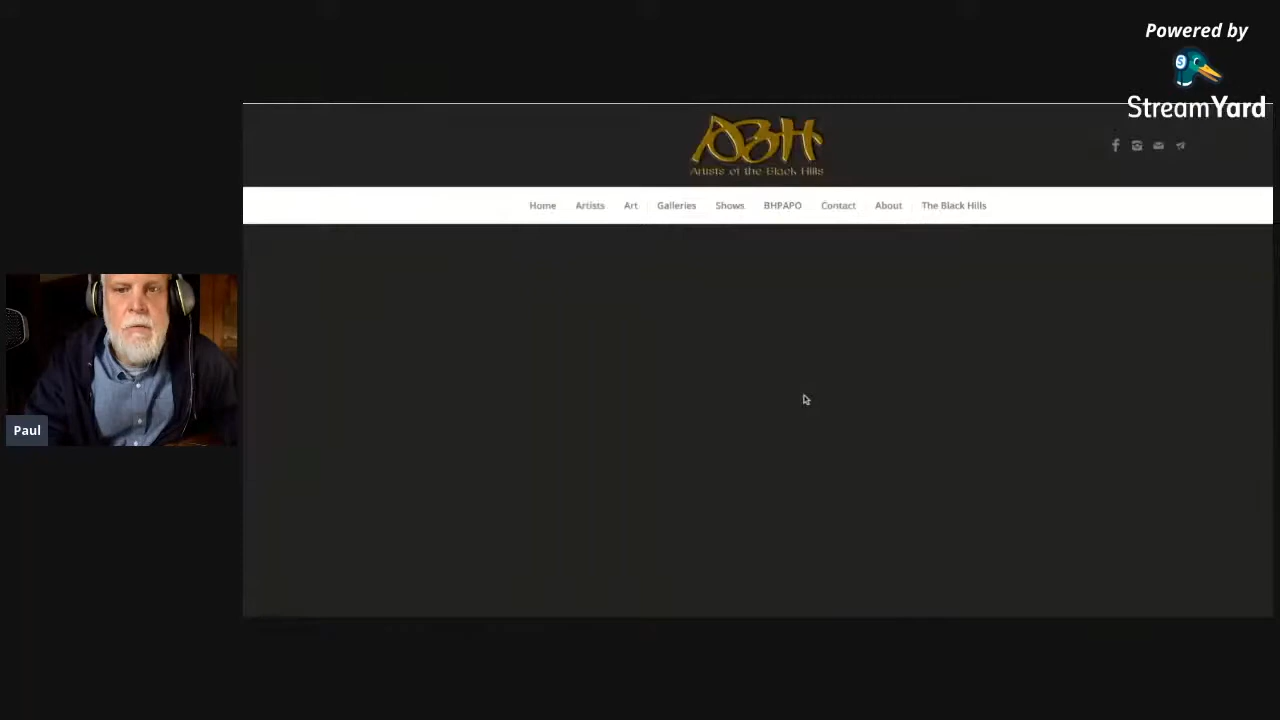 Powered by
StreamYard
ABH
Artists of the Black Hills
Home Artists Art Galleries Shows BHPAPO Contact About The Black Hills
Paul